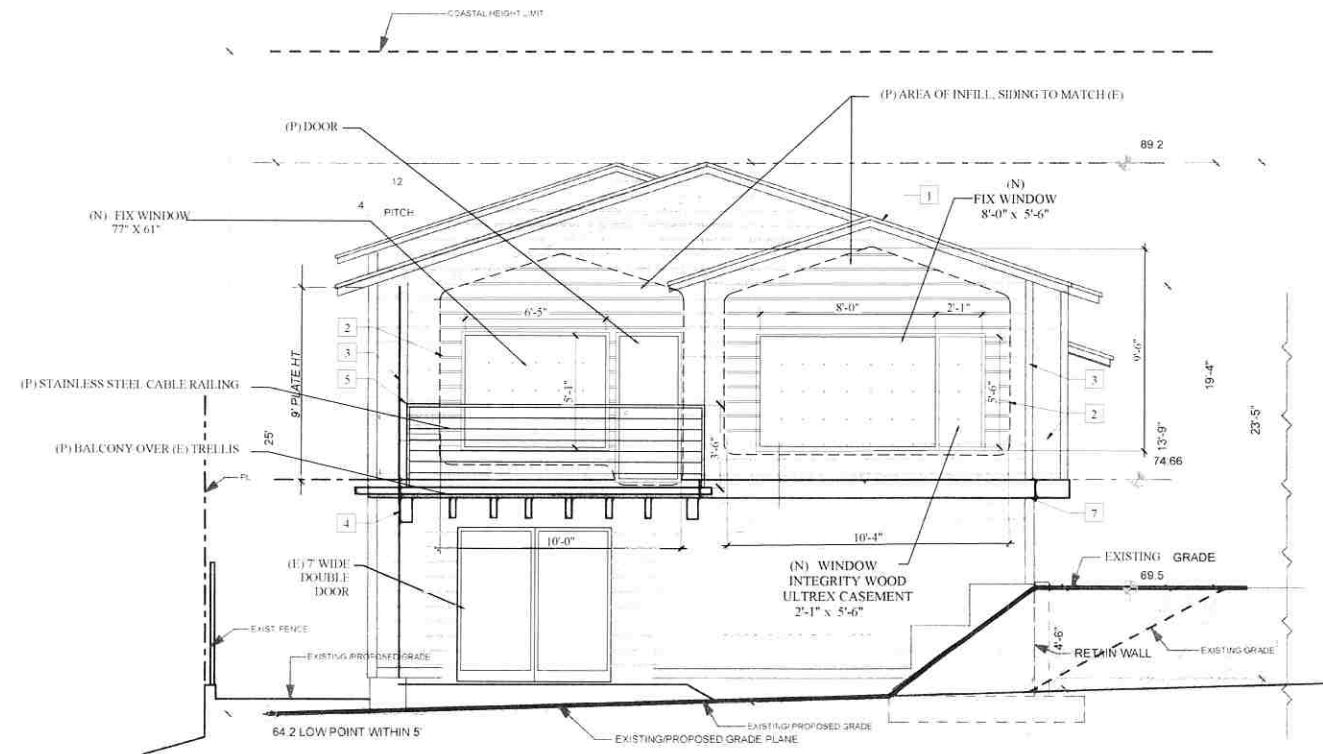 COASTAL HEIGHT LIMIT
(P) AREA OF INFILL, SIDING TO MATCH (E)
(P) DOOR
89.2
12
4 PITCH
(N) FIX WINDOW
77" X 61"
1
(N)
FIX WINDOW
8'-0" x 5'-6"
6'-5"
8'-0"
2'-1"
2
3
5
9' PLATE HT
5'-1"
5'-6"
9'-6"
19'-4"
3
2
(P) STAINLESS STEEL CABLE RAILING
25'
3'-6"
13'-9"
23'-5"
74.66
(P) BALCONY OVER (E) TRELLIS
PL
4
7
10'-0"
10'-4"
(E) 7' WIDE
DOUBLE
DOOR
(N) WINDOW
INTEGRITY WOOD
ULTREX CASEMENT
2'-1" x 5'-6"
EXISTING GRADE
69.5
EXIST. FENCE
4'-6"
RETAIN WALL
EXISTING GRADE
EXISTING/PROPOSED GRADE
64.2 LOW POINT WITHIN 5'
EXISTING/PROPOSED GRADE PLANE
EXISTING/PROPOSED GRADE